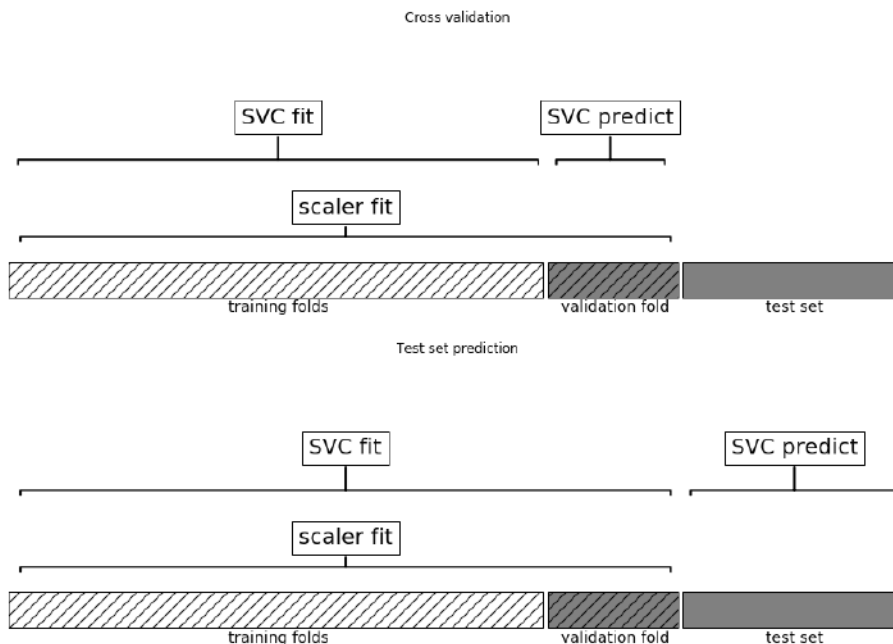 Cross validation
SVC fit
SVC predict
scaler fit
training folds
validation fold
test set
Test set prediction
SVC fit
SVC predict
scaler fit
training folds
validation fold
test set